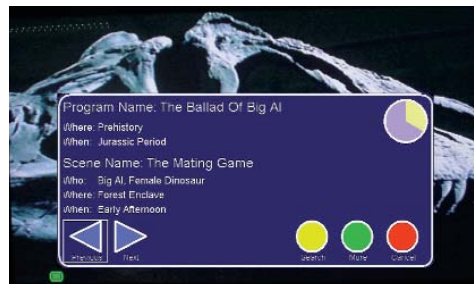 Program Name: The Ballad Of Big Al
Where: Prehistory
When: Jurassic Period
Scene Name: The Mating Game
Who: Big Al, Female Dinosaur
Where: Forest Enclave
When: Early Afternoon
Previous Next Search More Cancel